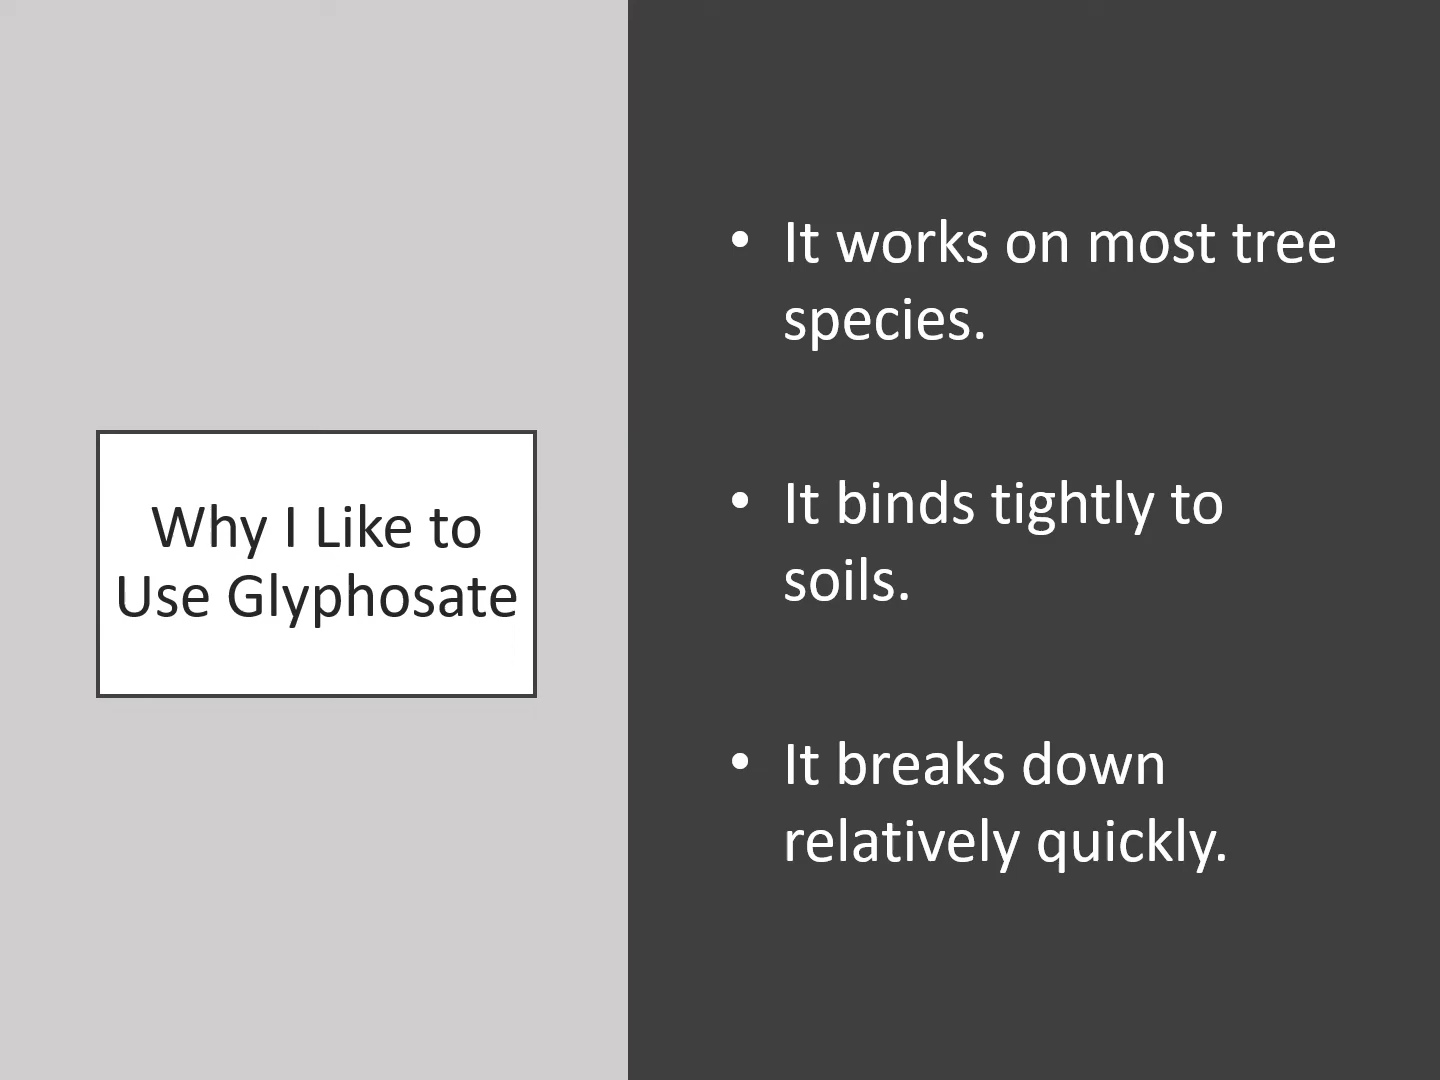 Why I Like to
Use Glyphosate
• It works on most tree
species.
• It binds tightly to
soils.
• It breaks down
relatively quickly.